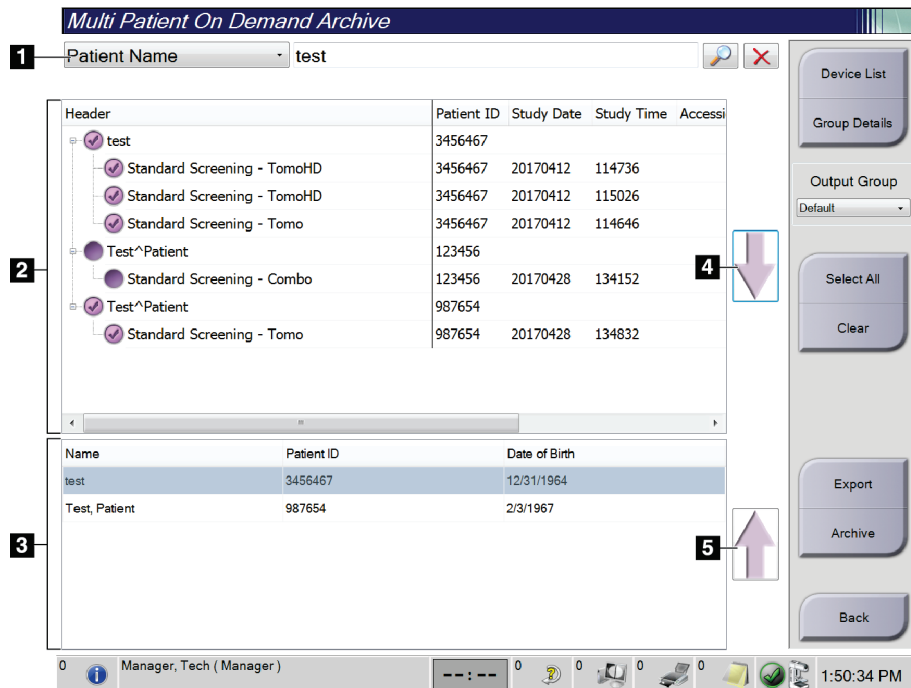 Multi Patient On Demand Archive
1
Patient Name test
Device List
Group Details
Output Group
Default
Select All
Clear
Export
Archive
Back
2
Header Patient ID Study Date Study Time Accessi
test 3456467
Standard Screening - TomoHD 3456467 20170412 114736
Standard Screening - TomoHD 3456467 20170412 115026
Standard Screening - Tomo 3456467 20170412 114646
Test^Patient 123456
Standard Screening - Combo 123456 20170428 134152
Test^Patient 987654
Standard Screening - Tomo 987654 20170428 134832
4
3
Name Patient ID Date of Birth
test 3456467 12/31/1964
Test, Patient 987654 2/3/1967
5
0 Manager, Tech ( Manager ) --:-- 0 0 0 0 1:50:34 PM